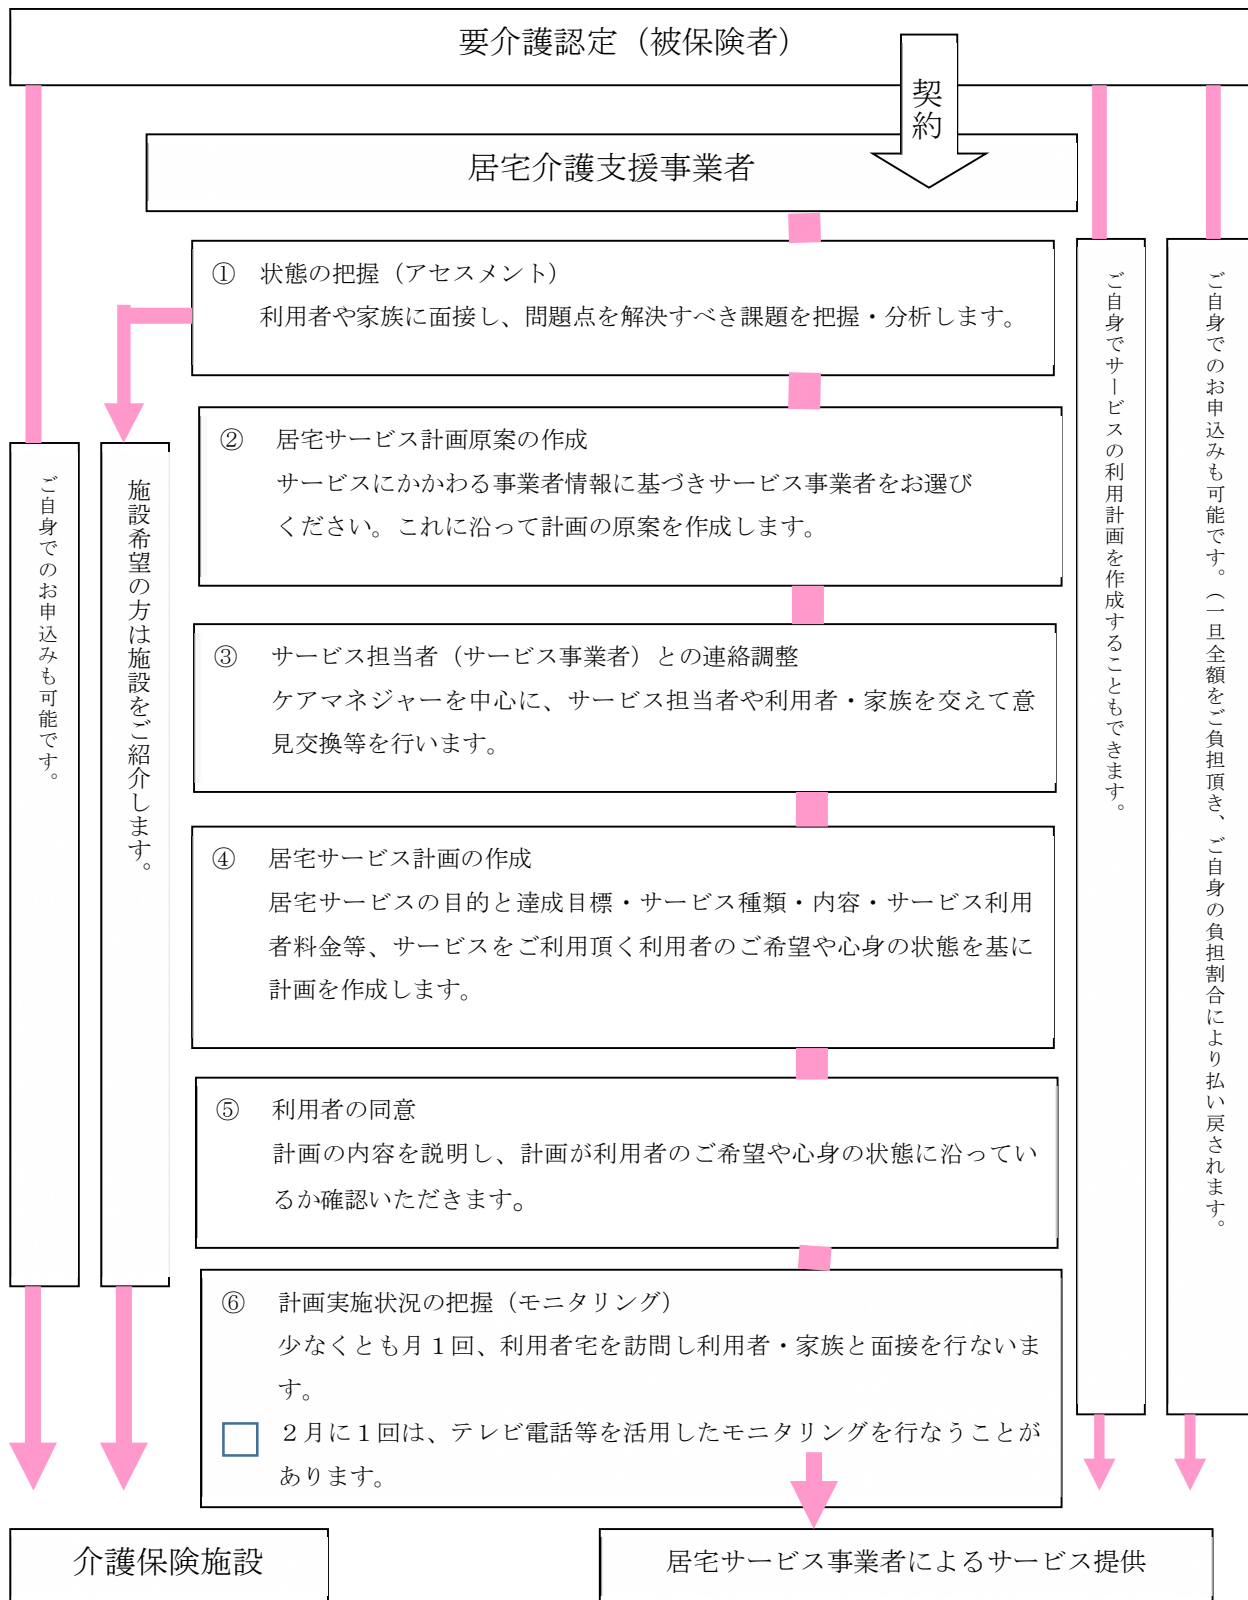 要介護認定（被保険者）
契約
居宅介護支援事業者
① 状態の把握（アセスメント）
利用者や家族に面接し、問題点を解決すべき課題を把握・分析します。
② 居宅サービス計画原案の作成
サービスにかかわる事業者情報に基づきサービス事業者をお選び
ください。これに沿って計画の原案を作成します。
③ サービス担当者（サービス事業者）との連絡調整
ケアマネジャーを中心に、サービス担当者や利用者・家族を交えて意
見交換等を行います。
④ 居宅サービス計画の作成
居宅サービスの目的と達成目標・サービス種類・内容・サービス利用
者料金等、サービスをご利用頂く利用者のご希望や心身の状態を基に
計画を作成します。
⑤ 利用者の同意
計画の内容を説明し、計画が利用者のご希望や心身の状態に沿ってい
るか確認いただきます。
⑥ 計画実施状況の把握（モニタリング）
少なくとも月１回、利用者宅を訪問し利用者・家族と面接を行ないま
す。
２月に１回は、テレビ電話等を活用したモニタリングを行なうことが
あります。
ご自身でのお申込みも可能です。
施設希望の方は施設をご紹介します。
ご自身でサービスの利用計画を作成することもできます。
ご自身でのお申込みも可能です。（一旦全額をご負担頂き、ご自身の負担割合により払い戻されます。
介護保険施設
居宅サービス事業者によるサービス提供